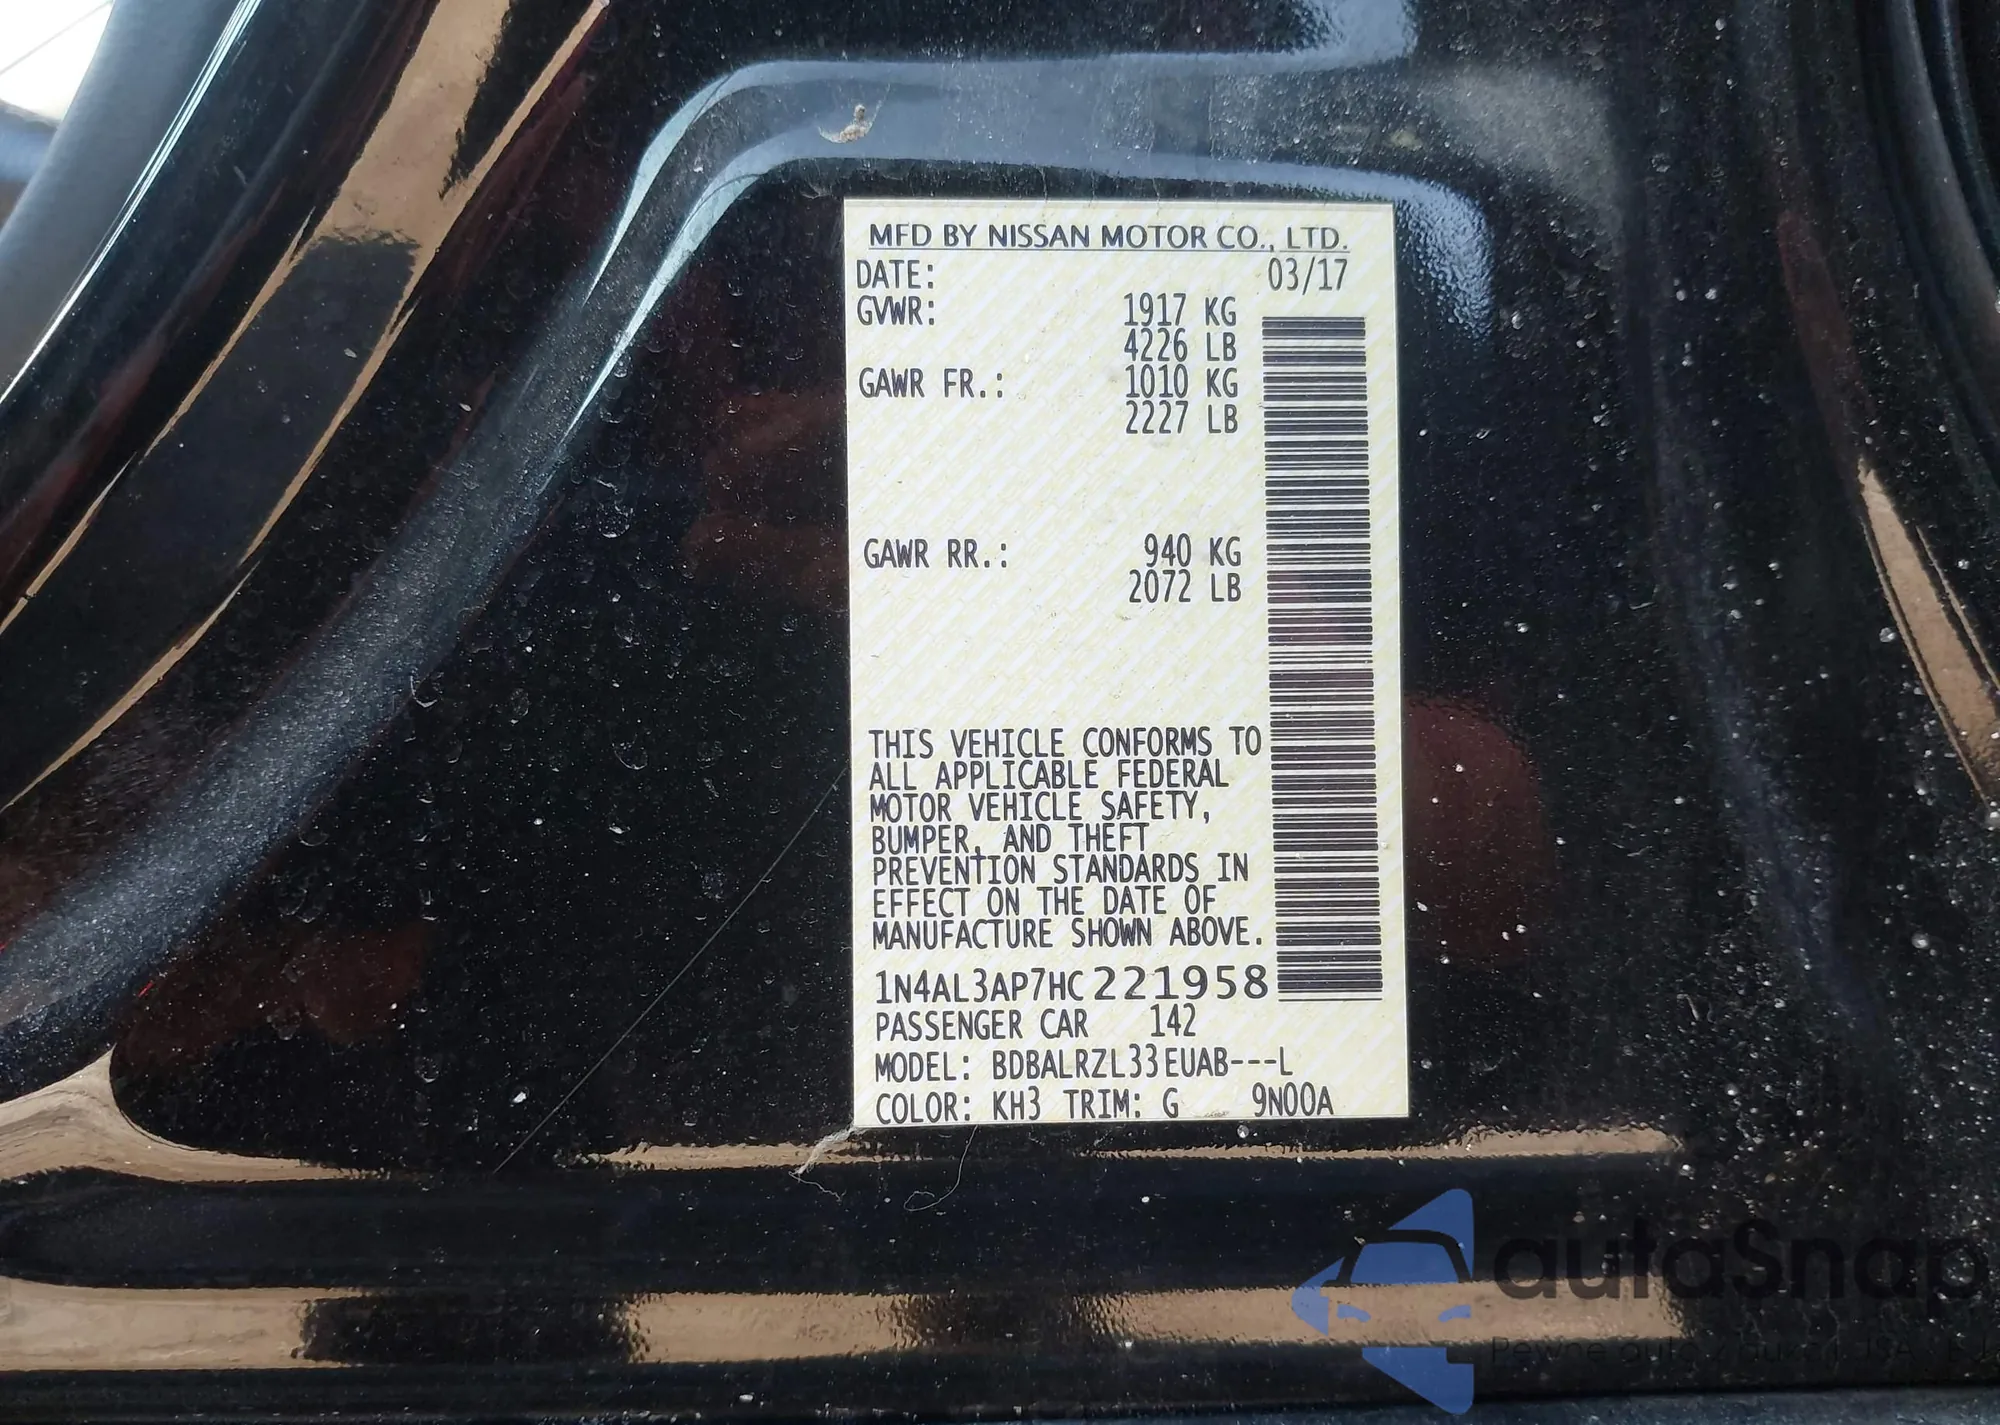 MFD BY NISSAN MOTOR CO., LTD.
DATE: 03/17
GVWR: 1917 KG
4226 LB
GAWR FR.: 1010 KG
2227 LB
GAWR RR.: 940 KG
2072 LB
THIS VEHICLE CONFORMS TO
ALL APPLICABLE FEDERAL
MOTOR VEHICLE SAFETY,
BUMPER, AND THEFT
PREVENTION STANDARDS IN
EFFECT ON THE DATE OF
MANUFACTURE SHOWN ABOVE.
1N4AL3AP7HC221958
PASSENGER CAR 142
MODEL: BDBALRZL33EUAB---L
COLOR: KH3 TRIM: G 9N00A
autaSnap
Pewne auto z